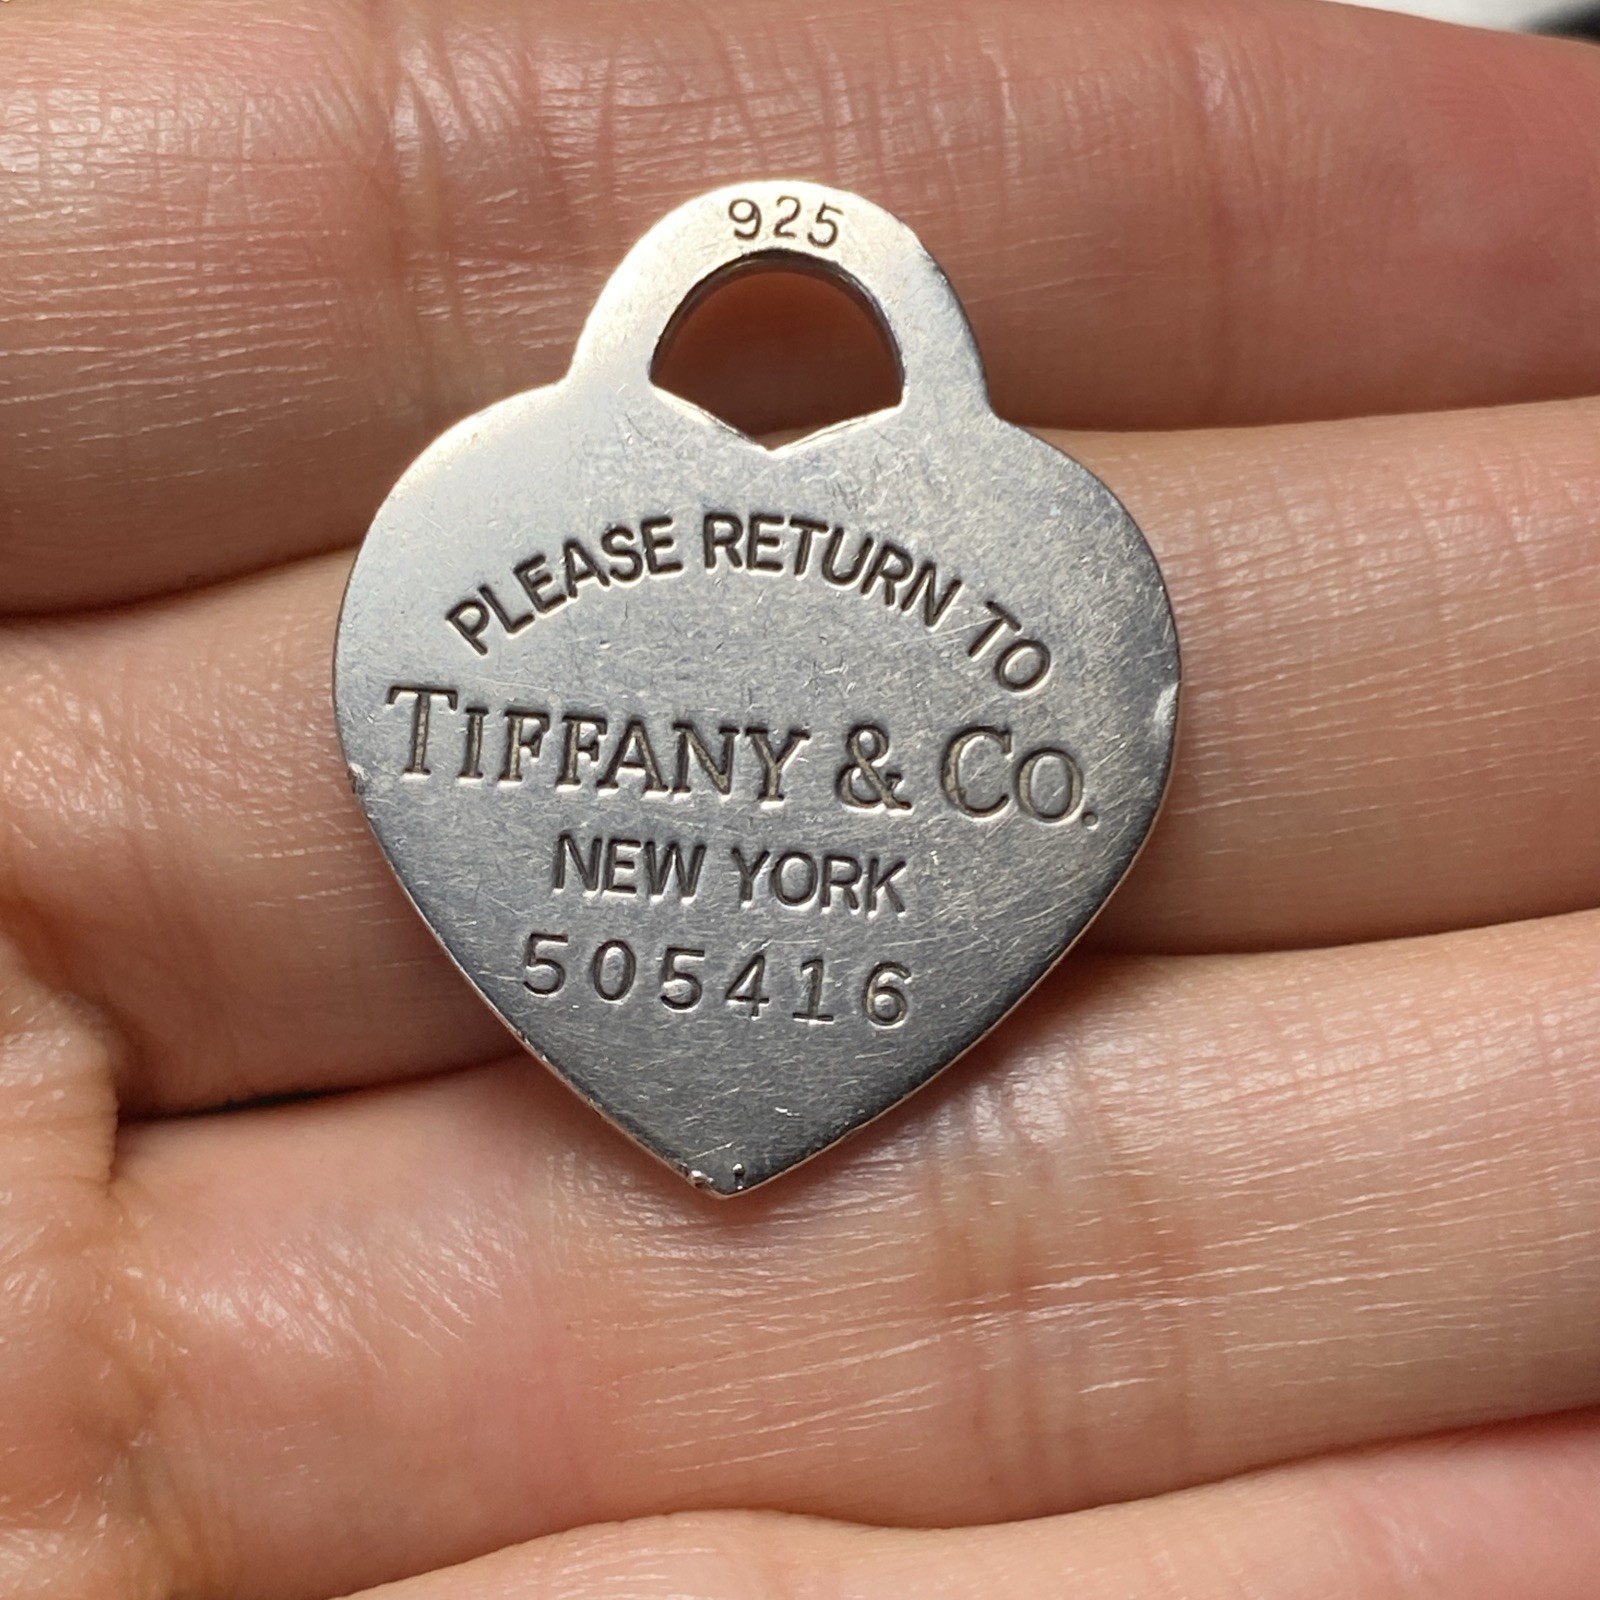 925
PLEASE RETURN TO
TIFFANY & CO.
NEW YORK
505416